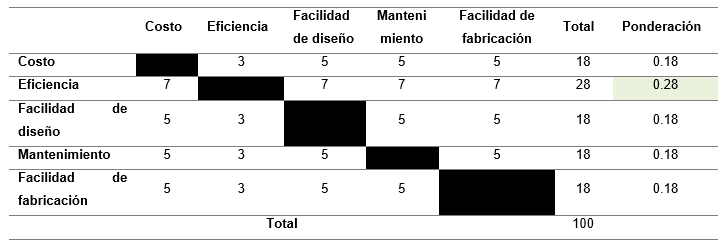 Costo Eficiencia Facilidad de diseño Manteni miento Facilidad de fabricación Total Ponderación
Costo 3 5 5 5 18 0.18
Eficiencia 7 7 7 7 28 0.28
Facilidad de diseño 5 3 5 5 18 0.18
Mantenimiento 5 3 5 5 18 0.18
Facilidad de fabricación 5 3 5 5 18 0.18
Total 100